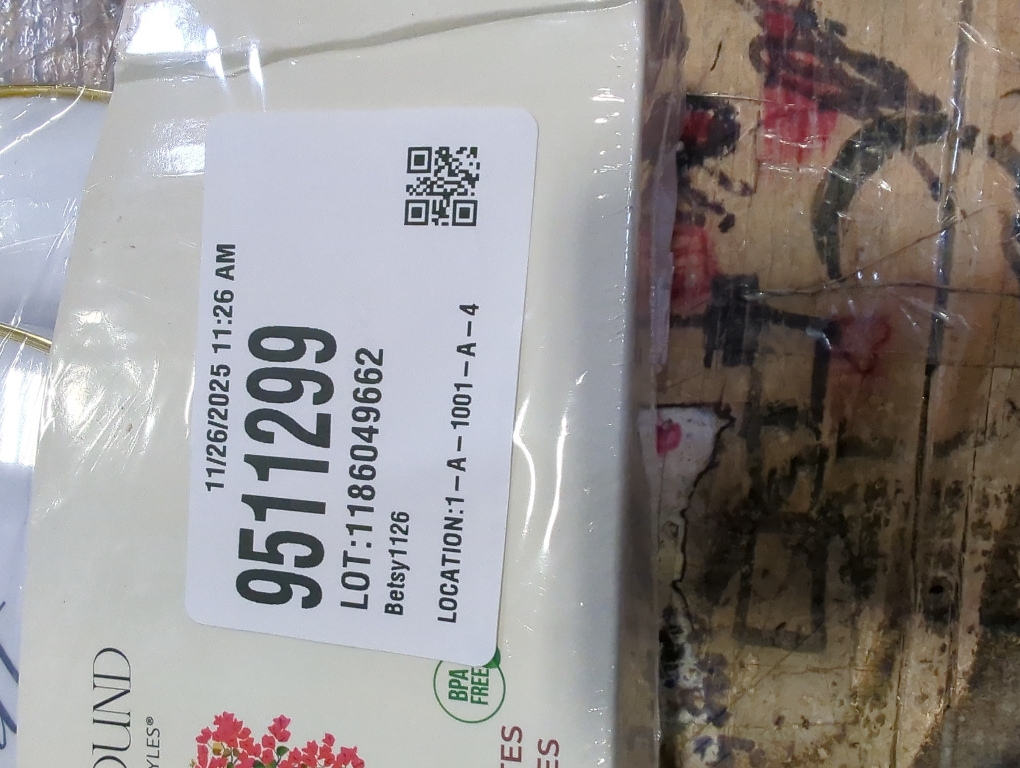 11/26/2025 11:26 AM
9511299
LOT:1186049662
Betsy1126
LOCATION:1–A–1001–A–4
BPA
FREE
OUND
YLES®
TES
ES